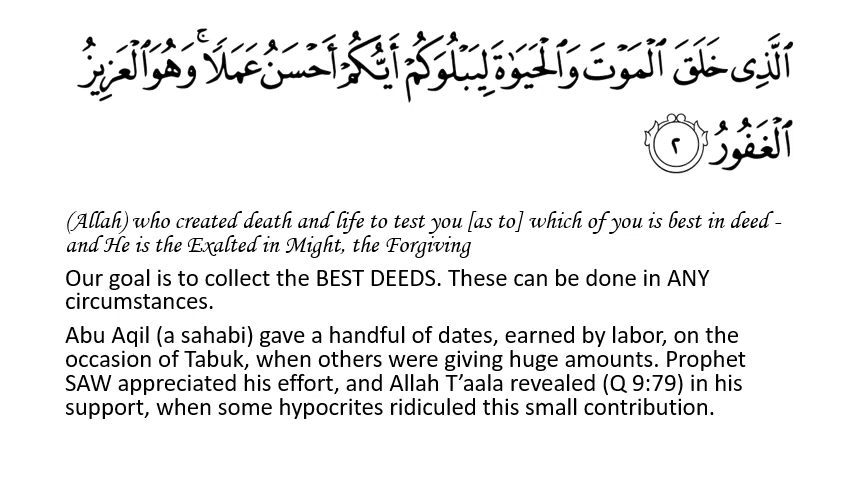 ٱلَّذِى خَلَقَ ٱلْمَوْتَ وَٱلْحَيَوٰةَ لِيَبْلُوَكُمْ أَيُّكُمْ أَحْسَنُ عَمَلًا ۚ وَهُوَ ٱلْعَزِيزُ
ٱلْغَفُورُ ٢
(Allah) who created death and life to test you [as to] which of you is best in deed -
and He is the Exalted in Might, the Forgiving
Our goal is to collect the BEST DEEDS. These can be done in ANY
circumstances.
Abu Aqil (a sahabi) gave a handful of dates, earned by labor, on the
occasion of Tabuk, when others were giving huge amounts. Prophet
SAW appreciated his effort, and Allah T’aala revealed (Q 9:79) in his
support, when some hypocrites ridiculed this small contribution.